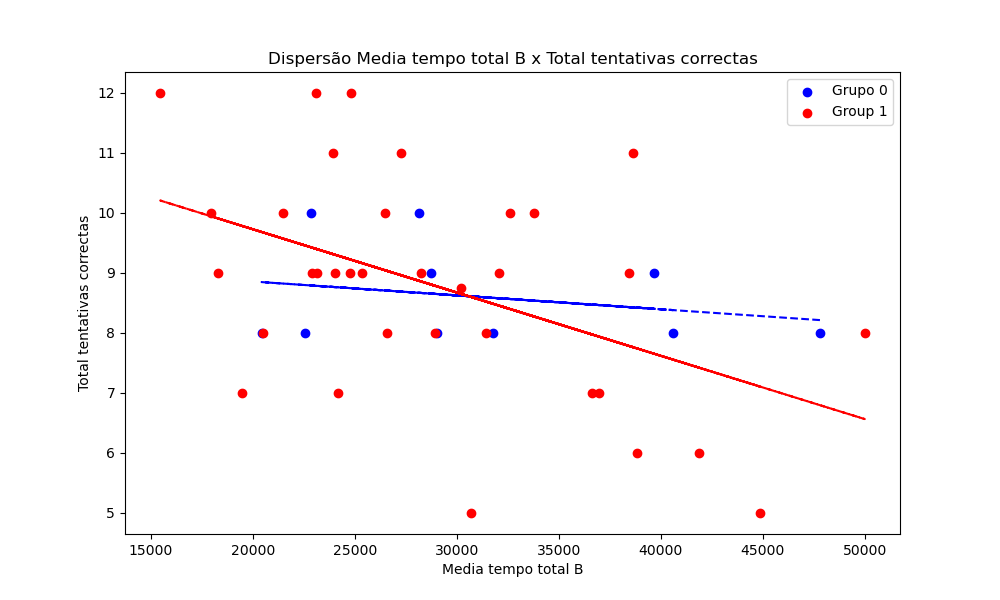 Dispersão Media tempo total B x Total tentativas correctas
Grupo 0
Group 1
Total tentativas correctas
12
11
10
9
8
7
6
5
15000 20000 25000 30000 35000 40000 45000 50000
Media tempo total B